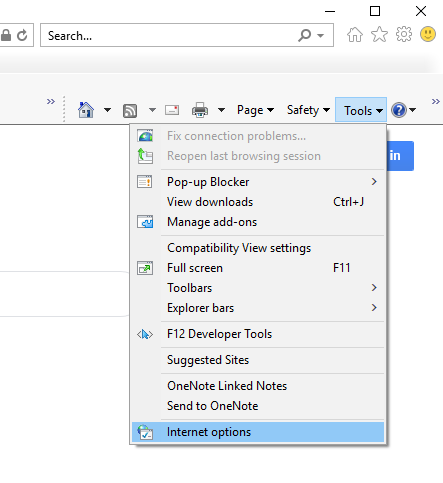 Search...
Page Safety Tools
Fix connection problems...
Reopen last browsing session
in
Pop-up Blocker
View downloads Ctrl+J
Manage add-ons
Compatibility View settings
Full screen F11
Toolbars
Explorer bars
F12 Developer Tools
Suggested Sites
OneNote Linked Notes
Send to OneNote
Internet options